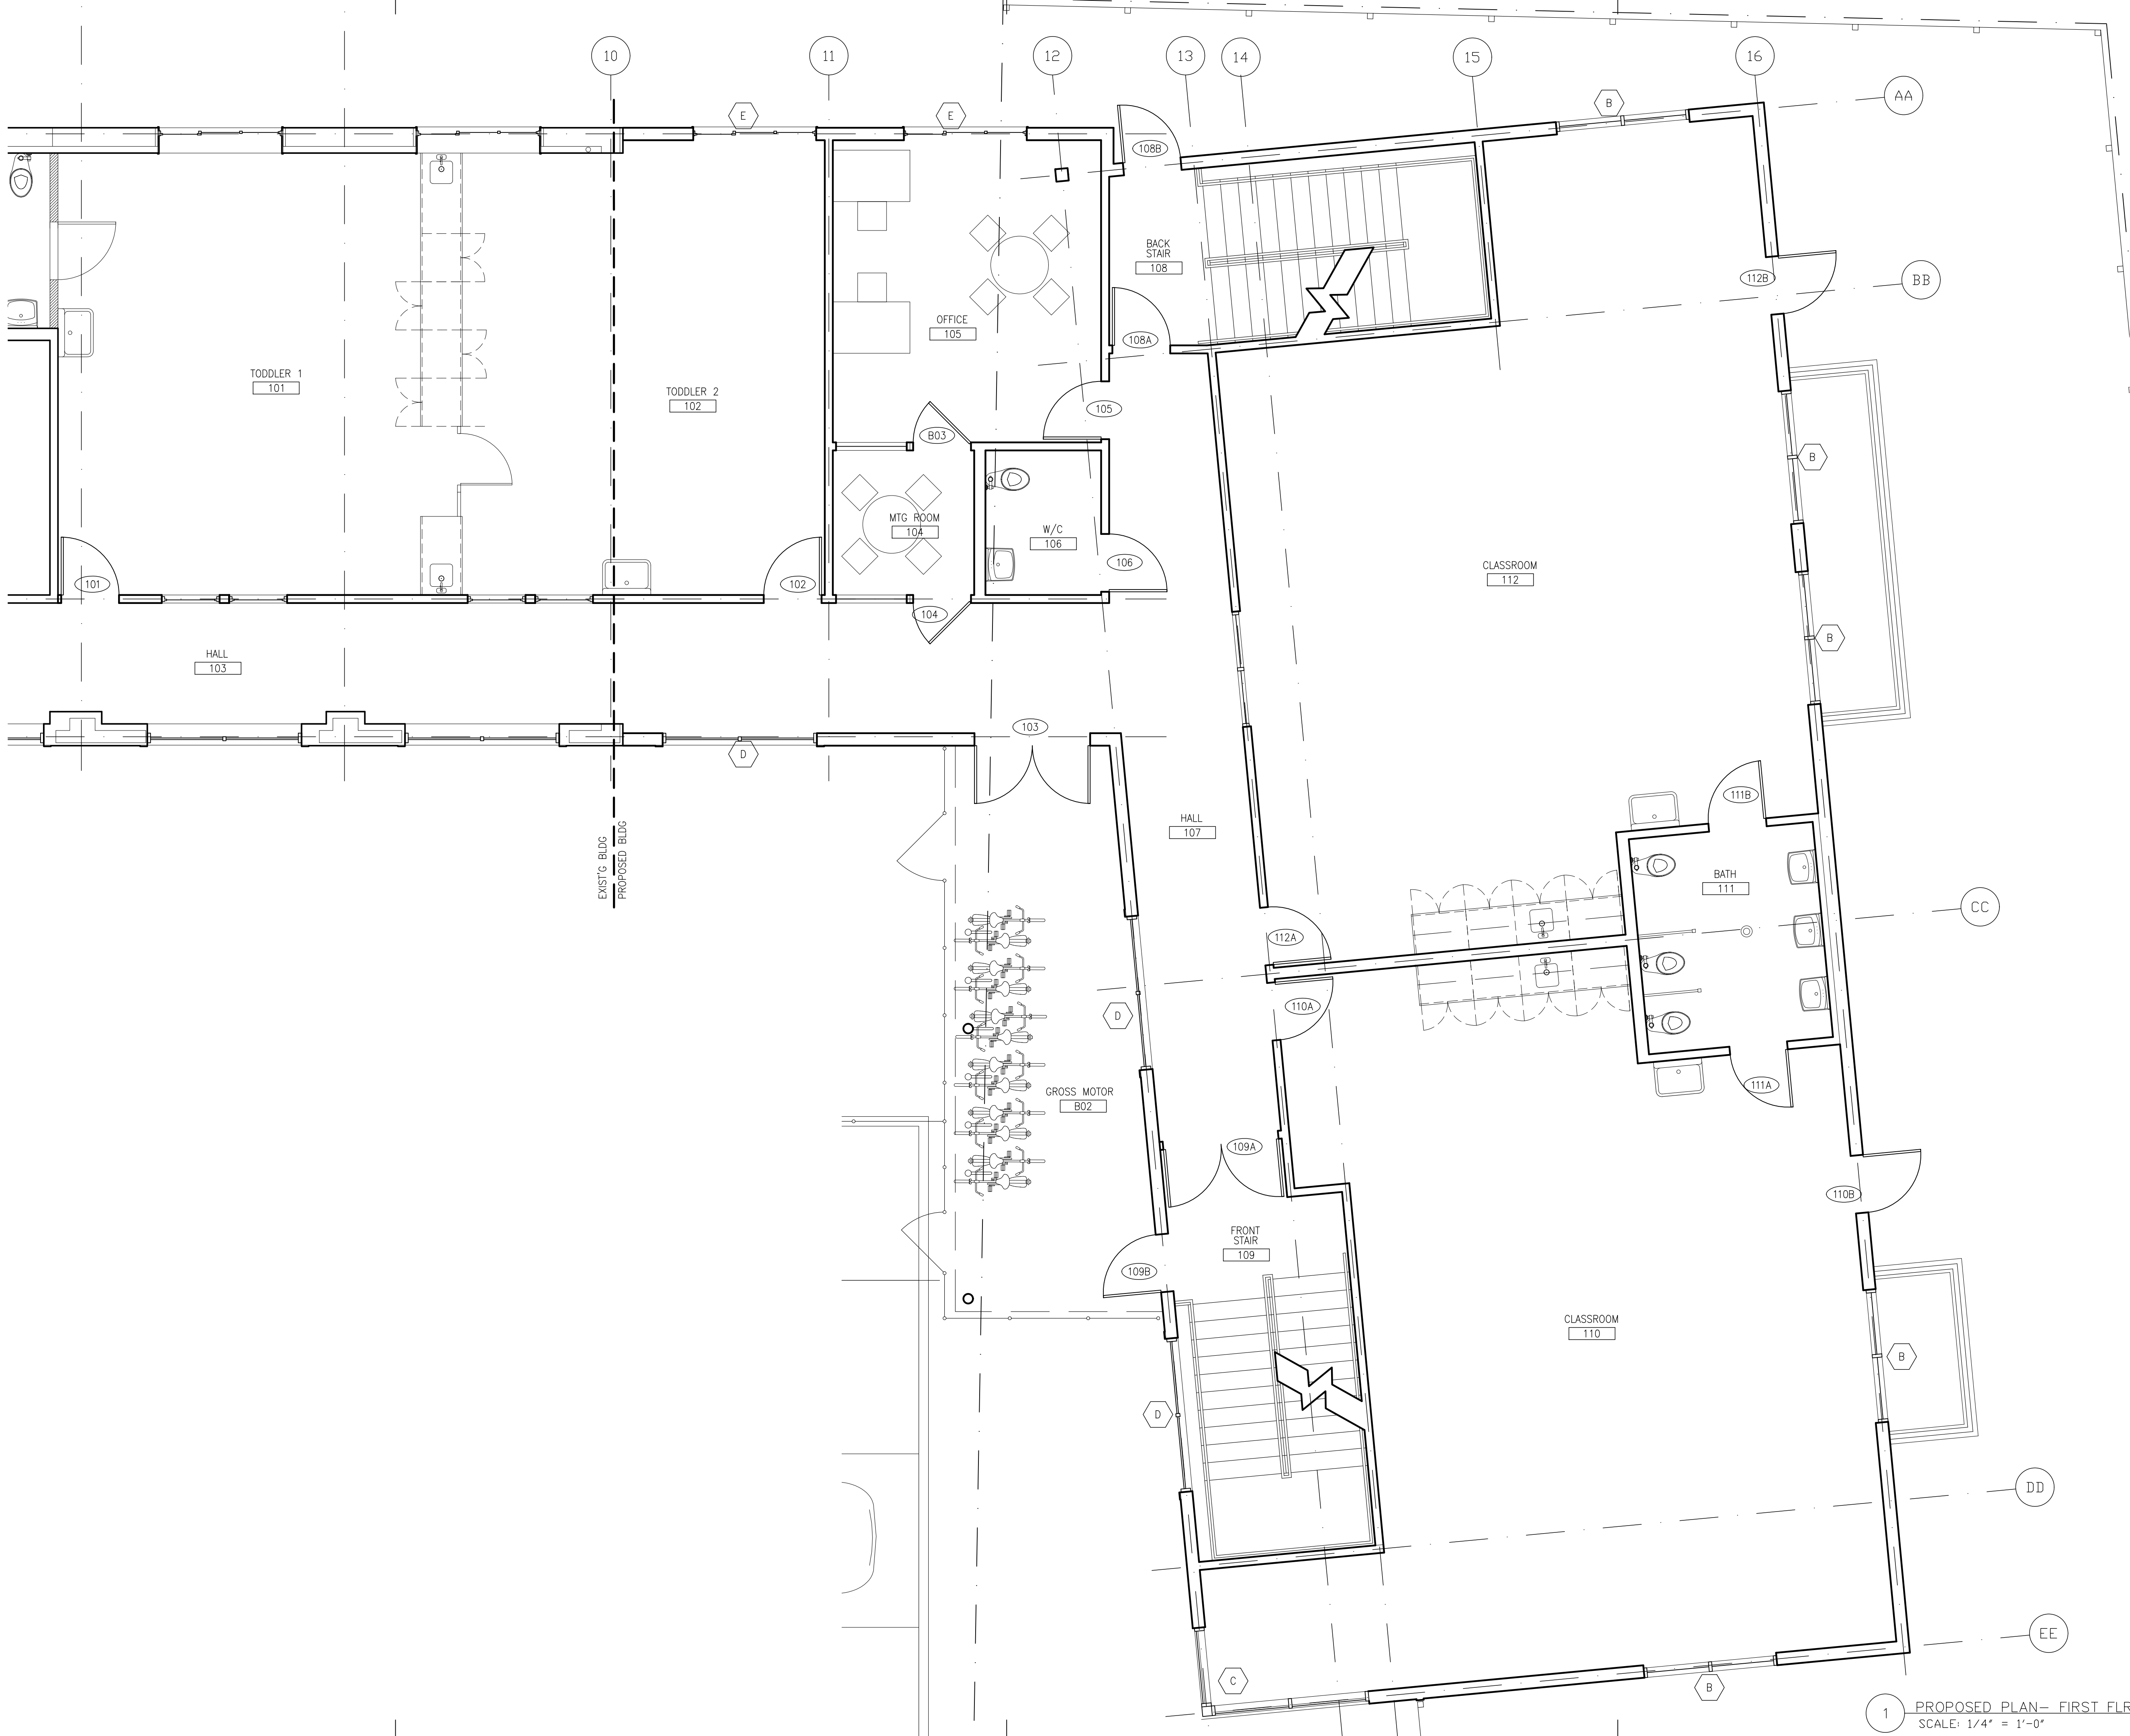 10
11
12
13
14
15
16
AA
B
E
E
108B
BACK
STAIR
108
112B
BB
OFFICE
105
108A
TODDLER 1
101
TODDLER 2
102
105
B03
B
MTG ROOM
104
W/C
106
106
CLASSROOM
112
101
102
104
B
HALL
103
103
D
111B
HALL
107
EXIST'G BLDG
PROPOSED BLDG
BATH
111
CC
112A
110A
D
GROSS MOTOR
B02
111A
109A
110B
FRONT
STAIR
109
109B
CLASSROOM
110
B
D
DD
EE
C
B
1
PROPOSED PLAN– FIRST FLR
SCALE: 1/4" = 1'-0"